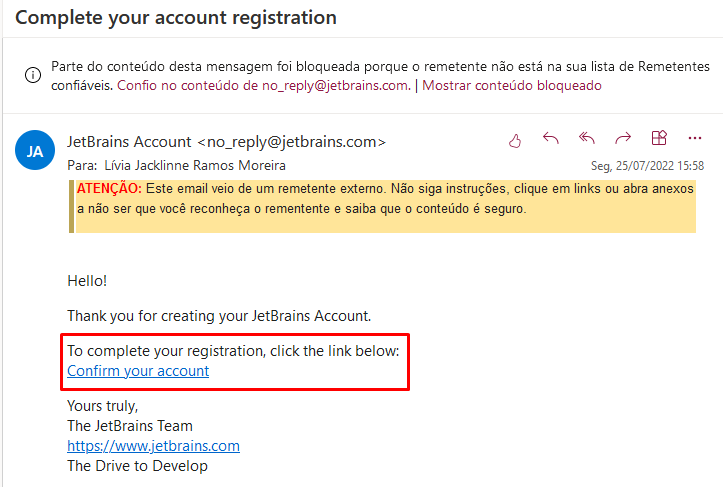 Complete your account registration
Parte do conteúdo desta mensagem foi bloqueada porque o remetente não está na sua lista de Remetentes
confiáveis. Confio no conteúdo de no_reply@jetbrains.com. | Mostrar conteúdo bloqueado
JA
JetBrains Account <no_reply@jetbrains.com>
Para: Lívia Jacklinne Ramos Moreira
Seg, 25/07/2022 15:58
ATENÇÃO: Este email veio de um remetente externo. Não siga instruções, clique em links ou abra anexos
a não ser que você reconheça o rementente e saiba que o conteúdo é seguro.
Hello!
Thank you for creating your JetBrains Account.
To complete your registration, click the link below:
Confirm your account
Yours truly,
The JetBrains Team
https://www.jetbrains.com
The Drive to Develop